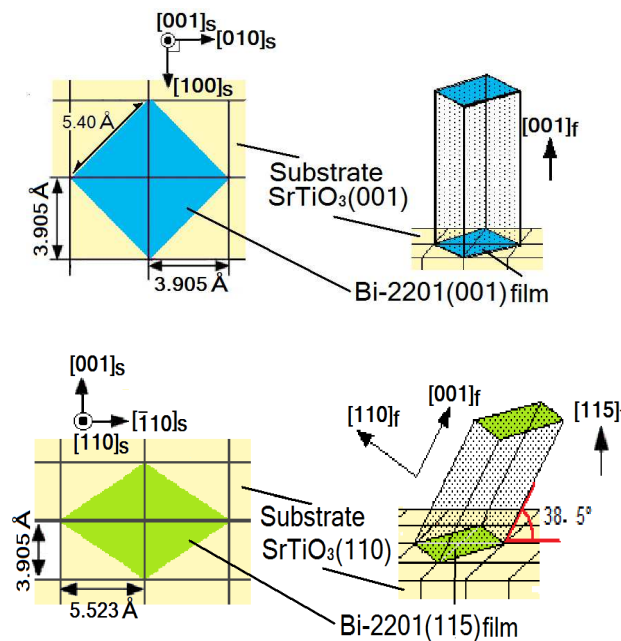 [001]s
[010]s
[100]s
5.40 Å
3.905 Å
3.905 Å
[001]f
Substrate
SrTiO₃(001)
Bi-2201(001)film
[001]s
[1̄10]s
[110]s
3.905 Å
5.523 Å
[110]f
[001]f
[115]f
38. 5°
Substrate
SrTiO₃(110)
Bi-2201(115)film